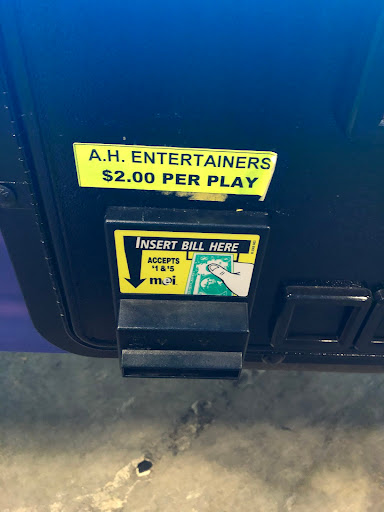 A.H. ENTERTAINERS
$2.00 PER PLAY
INSERT BILL HERE
ACCEPTS
$1 & $5
mei